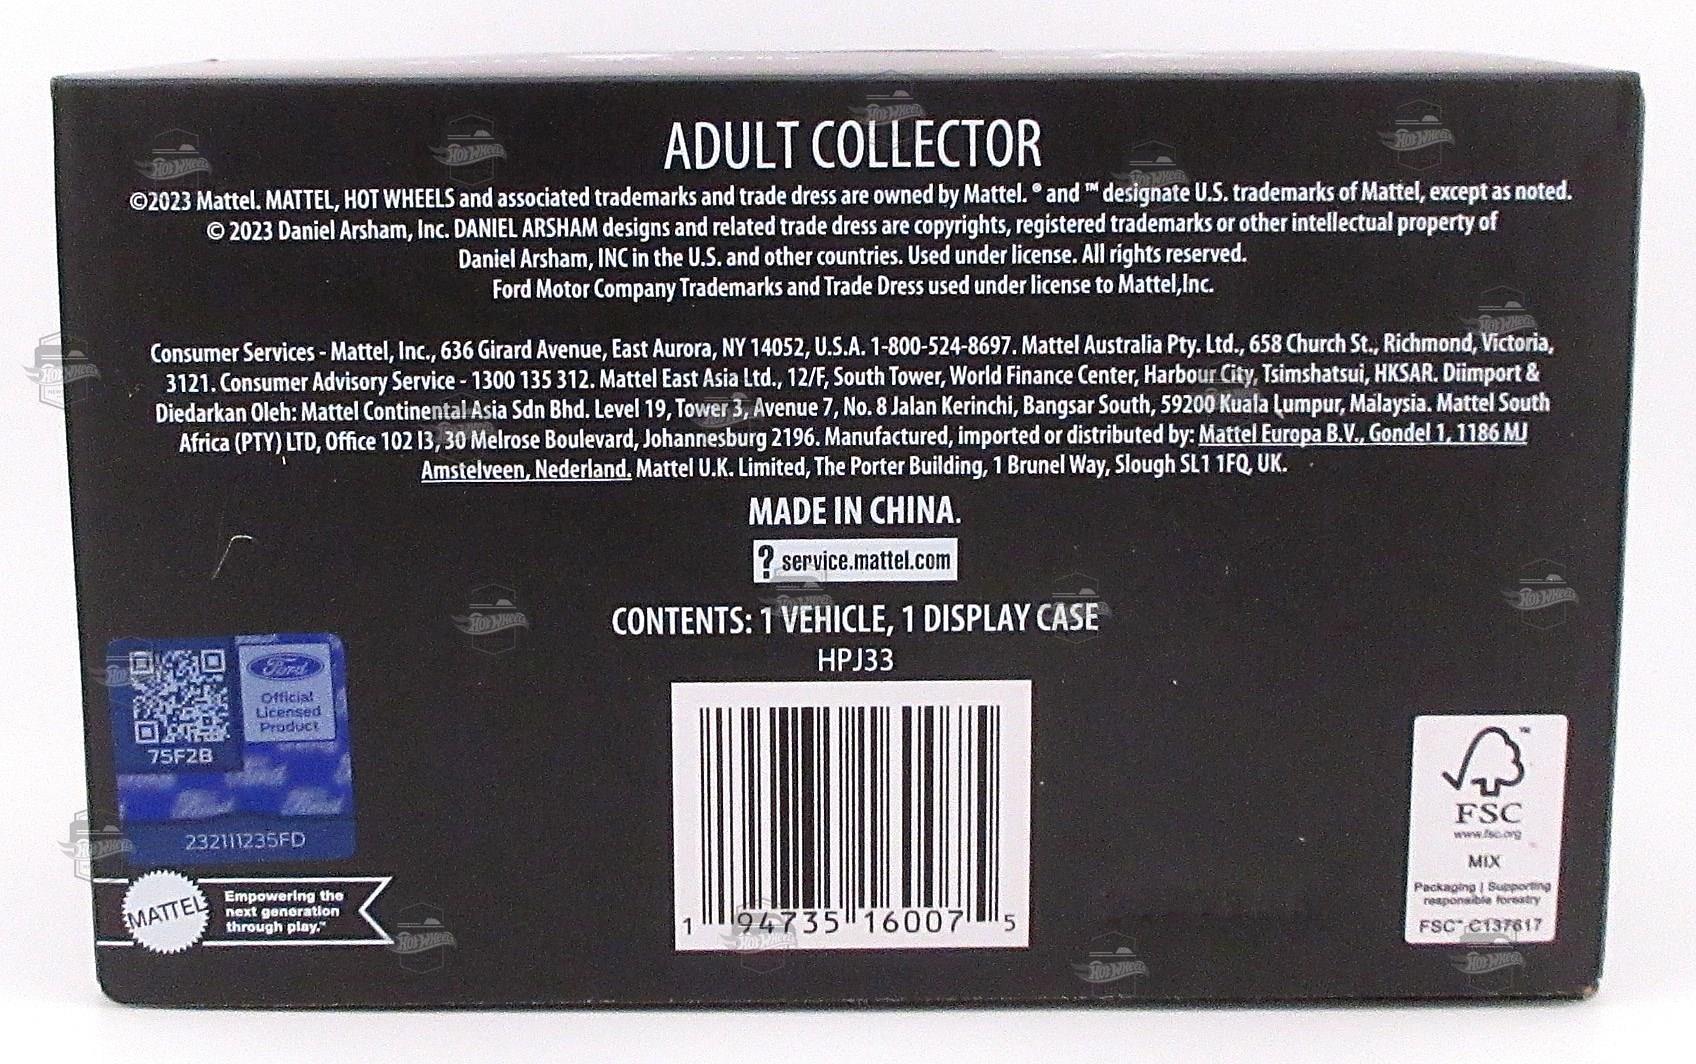 ADULT COLLECTOR
©2023 Mattel. MATTEL, HOT WHEELS and associated trademarks and trade dress are owned by Mattel. ® and ™ designate U.S. trademarks of Mattel, except as noted.
© 2023 Daniel Arsham, Inc. DANIEL ARSHAM designs and related trade dress are copyrights, registered trademarks or other intellectual property of
Daniel Arsham, INC in the U.S. and other countries. Used under license. All rights reserved.
Ford Motor Company Trademarks and Trade Dress used under license to Mattel,Inc.
Consumer Services - Mattel, Inc., 636 Girard Avenue, East Aurora, NY 14052, U.S.A. 1-800-524-8697. Mattel Australia Pty. Ltd., 658 Church St., Richmond, Victoria,
3121. Consumer Advisory Service - 1300 135 312. Mattel East Asia Ltd., 12/F, South Tower, World Finance Center, Harbour City, Tsimshatsui, HKSAR. Diimport &
Diedarkan Oleh: Mattel Continental Asia Sdn Bhd. Level 19, Tower 3, Avenue 7, No. 8 Jalan Kerinchi, Bangsar South, 59200 Kuala Lumpur, Malaysia. Mattel South
Africa (PTY) LTD, Office 102 I3, 30 Melrose Boulevard, Johannesburg 2196. Manufactured, imported or distributed by: Mattel Europa B.V., Gondel 1, 1186 MJ
Amstelveen, Nederland. Mattel U.K. Limited, The Porter Building, 1 Brunel Way, Slough SL1 1FQ, UK.
MADE IN CHINA.
? service.mattel.com
CONTENTS: 1 VEHICLE, 1 DISPLAY CASE
HPJ33
Ford
Official
Licensed
Product
75F2B
232111235FD
MATTEL
Empowering the
next generation
through play.™
1 94735 16007 5
FSC
www.fsc.org
MIX
Packaging | Supporting
responsible forestry
FSC™ C137617
Hot Wheels